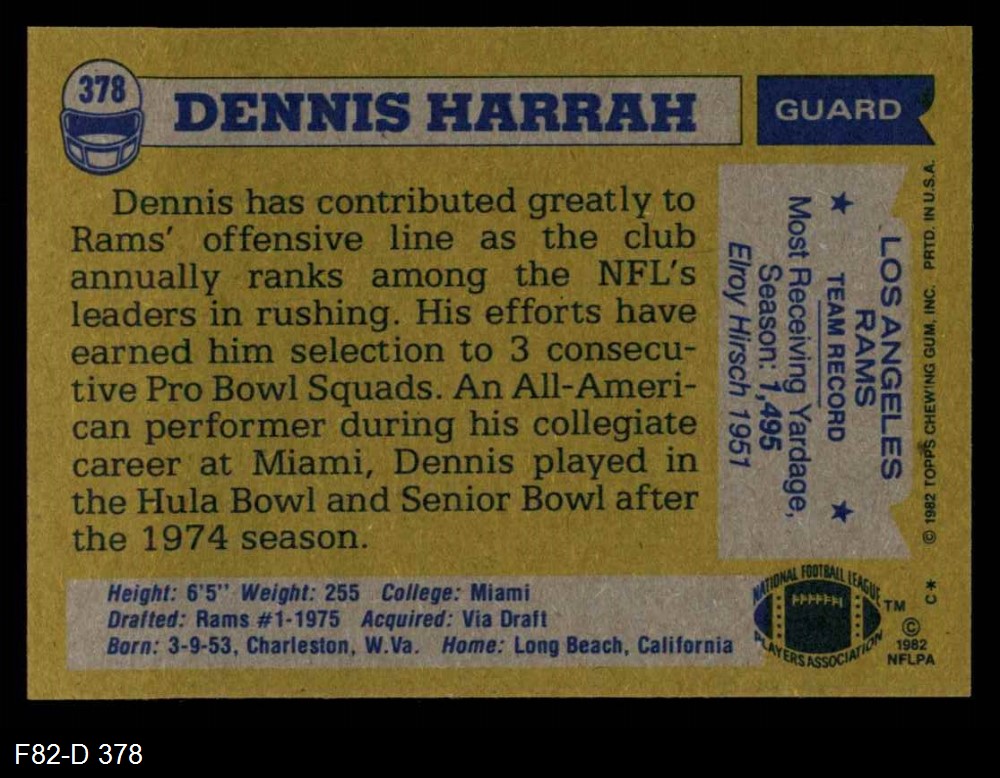 378
DENNIS HARRAH
GUARD
Dennis has contributed greatly to
Rams' offensive line as the club
annually ranks among the NFL's
leaders in rushing. His efforts have
earned him selection to 3 consecu-
tive Pro Bowl Squads. An All-Ameri-
can performer during his collegiate
career at Miami, Dennis played in
the Hula Bowl and Senior Bowl after
the 1974 season.
LOS ANGELES
RAMS
★ TEAM RECORD ★
Most Receiving Yardage,
Season: 1,495
Elroy Hirsch 1951
© 1982 TOPPS CHEWING GUM, INC. PRTD. IN U.S.A.
Height: 6'5" Weight: 255 College: Miami
Drafted: Rams #1-1975 Acquired: Via Draft
Born: 3-9-53, Charleston, W.Va. Home: Long Beach, California
NATIONAL FOOTBALL LEAGUE
NFLPA
PLAYERS ASSOCIATION
TM
©
1982
NFLPA
C *
F82-D 378